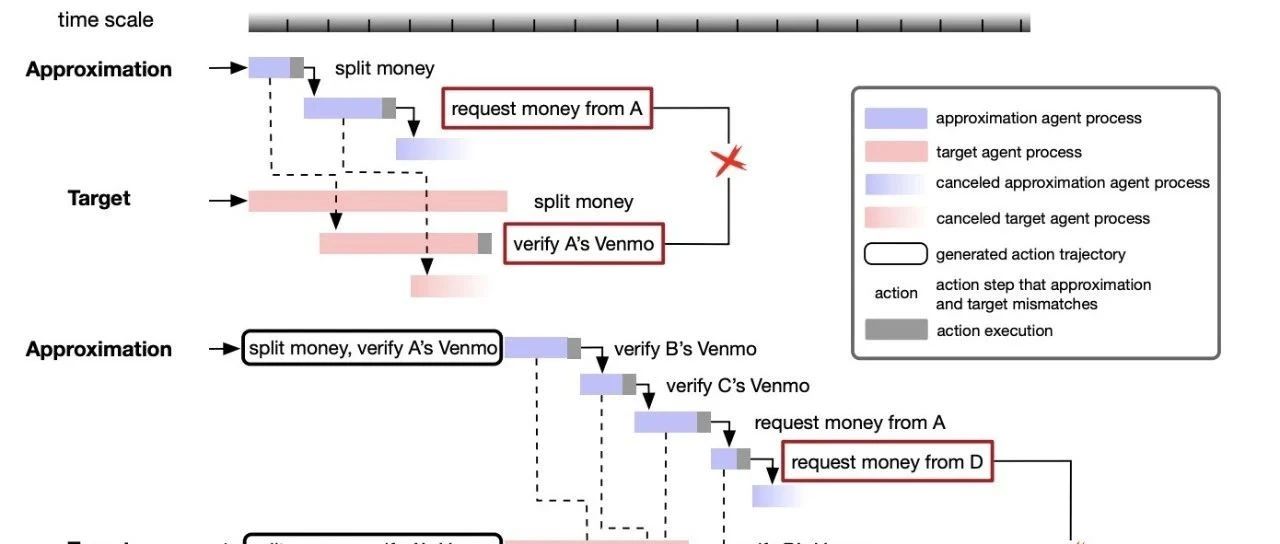 time scale
Approximation
split money
request money from A
Target
split money
verify A's Venmo
approximation agent process
target agent process
canceled approximation agent process
canceled target agent process
generated action trajectory
action
action step that approximation
and target mismatches
action execution
Approximation
split money, verify A's Venmo
verify B's Venmo
verify C's Venmo
request money from A
request money from D